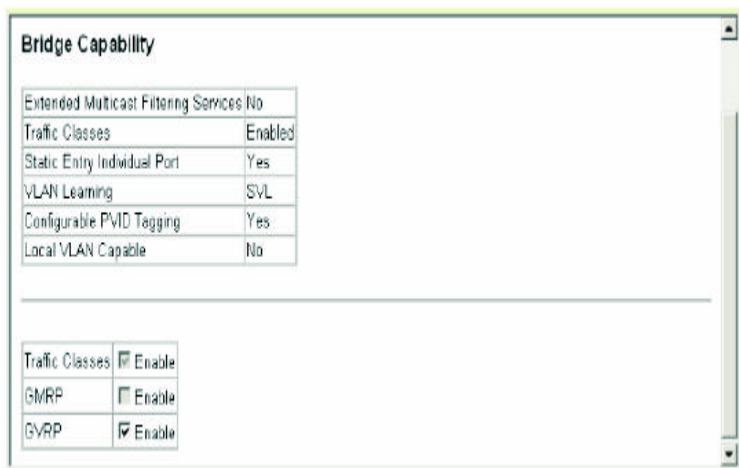 Bridge Capability
Extended Multicast Filtering Services No
Traffic Classes Enabled
Static Entry Individual Port Yes
VLAN Learning SVL
Configurable PVID Tagging Yes
Local VLAN Capable No
Traffic Classes Enable
GMRP Enable
GVRP Enable